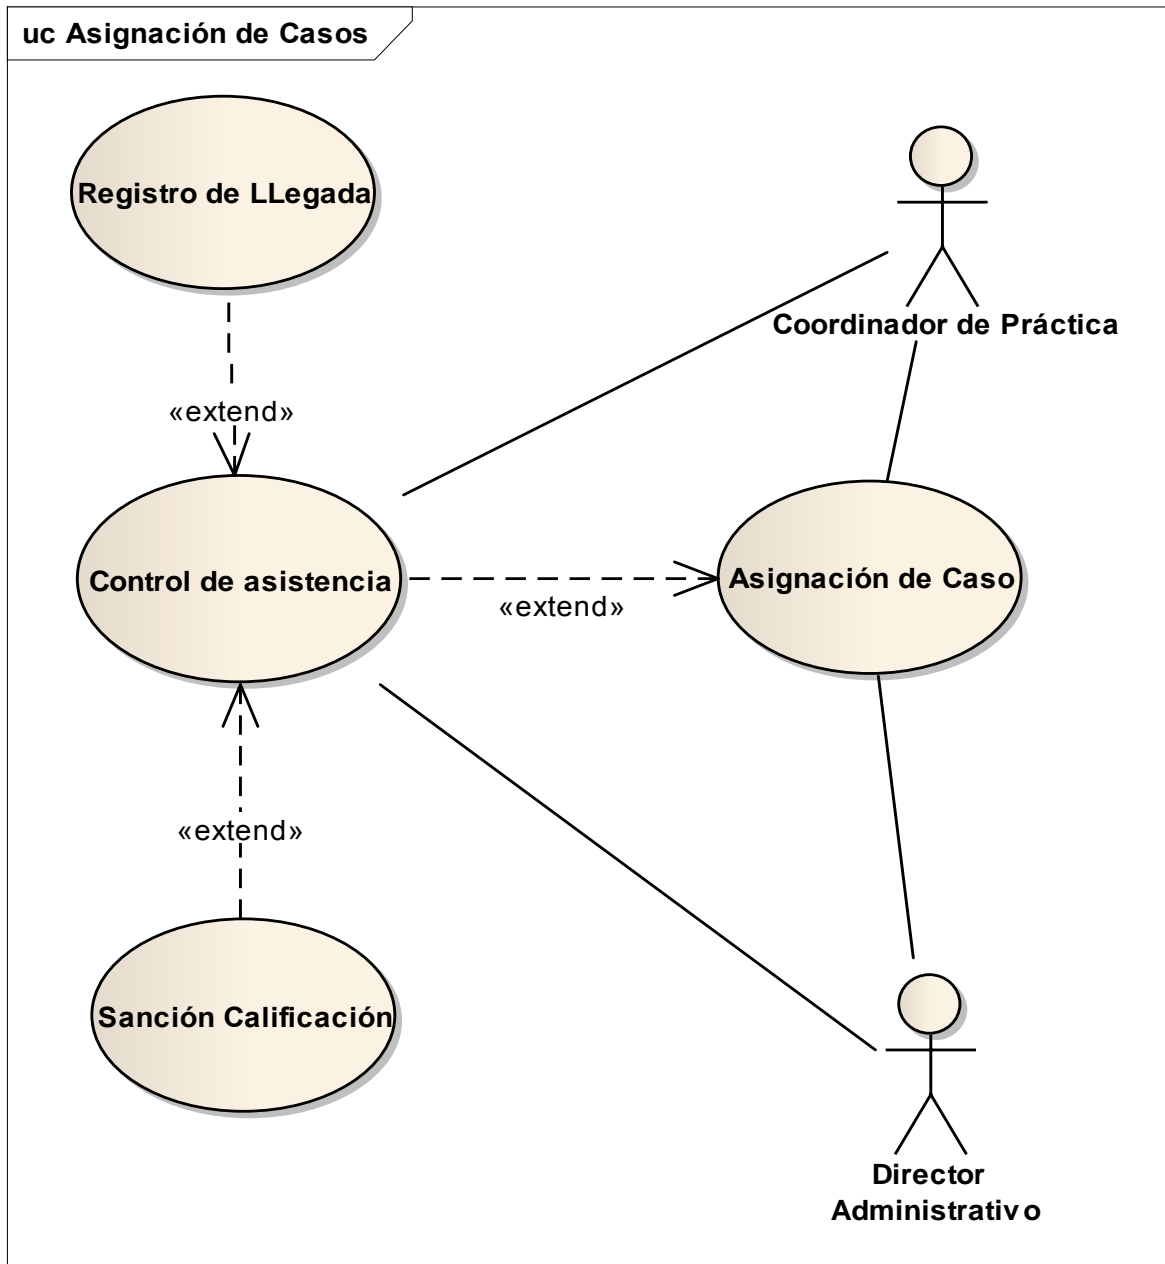 uc Asignación de Casos
Registro de LLegada
Coordinador de Práctica
«extend»
Control de asistencia
Asignación de Caso
«extend»
«extend»
Sanción Calificación
Director
Administrativo